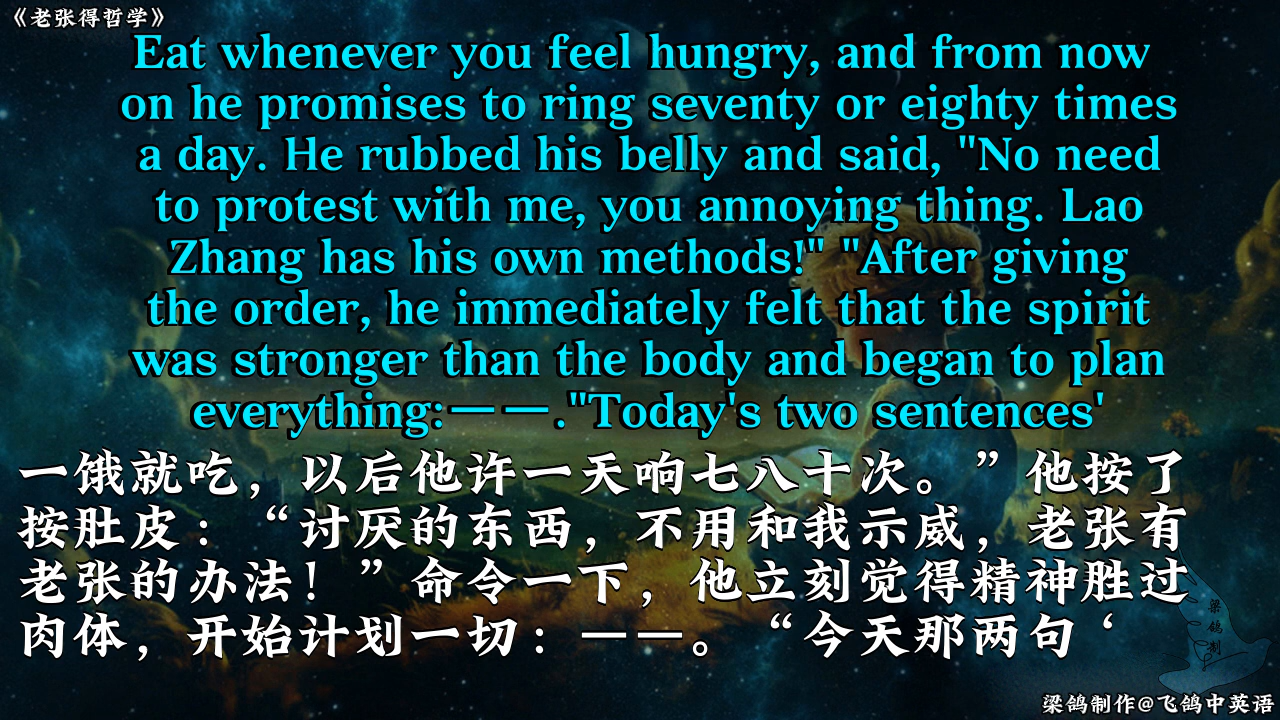 《老张得哲学》
Eat whenever you feel hungry, and from now
on he promises to ring seventy or eighty times
a day. He rubbed his belly and said, "No need
to protest with me, you annoying thing. Lao
Zhang has his own methods!" "After giving
the order, he immediately felt that the spirit
was stronger than the body and began to plan
everything:——."Today's two sentences'
一饿就吃，以后他许一天响七八十次。”他按了
按肚皮：“讨厌的东西，不用和我示威，老张有
老张的办法！”命令一下，他立刻觉得精神胜过
肉体，开始计划一切：——。“今天那两句‘
梁鸽制
梁鸽制作@飞鸽中英语